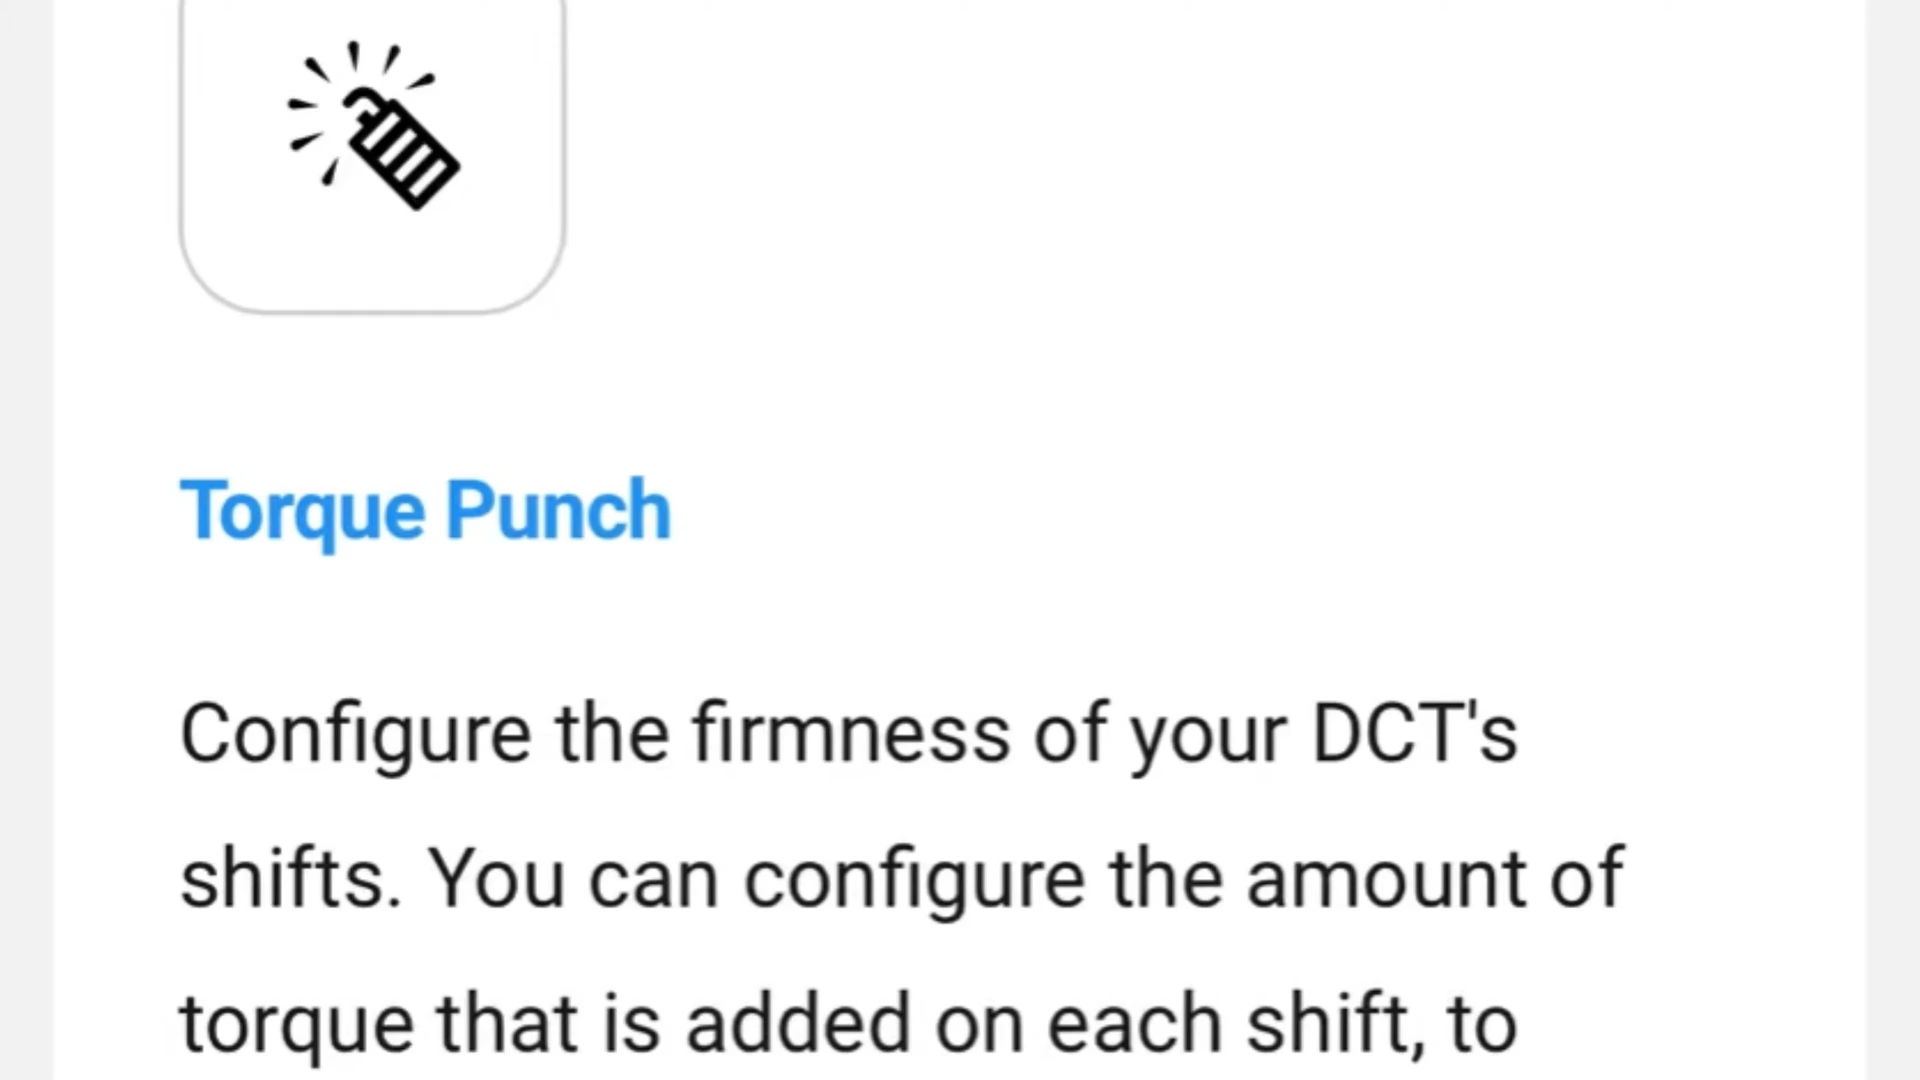 Torque Punch
Configure the firmness of your DCT's
shifts. You can configure the amount of
torque that is added on each shift, to